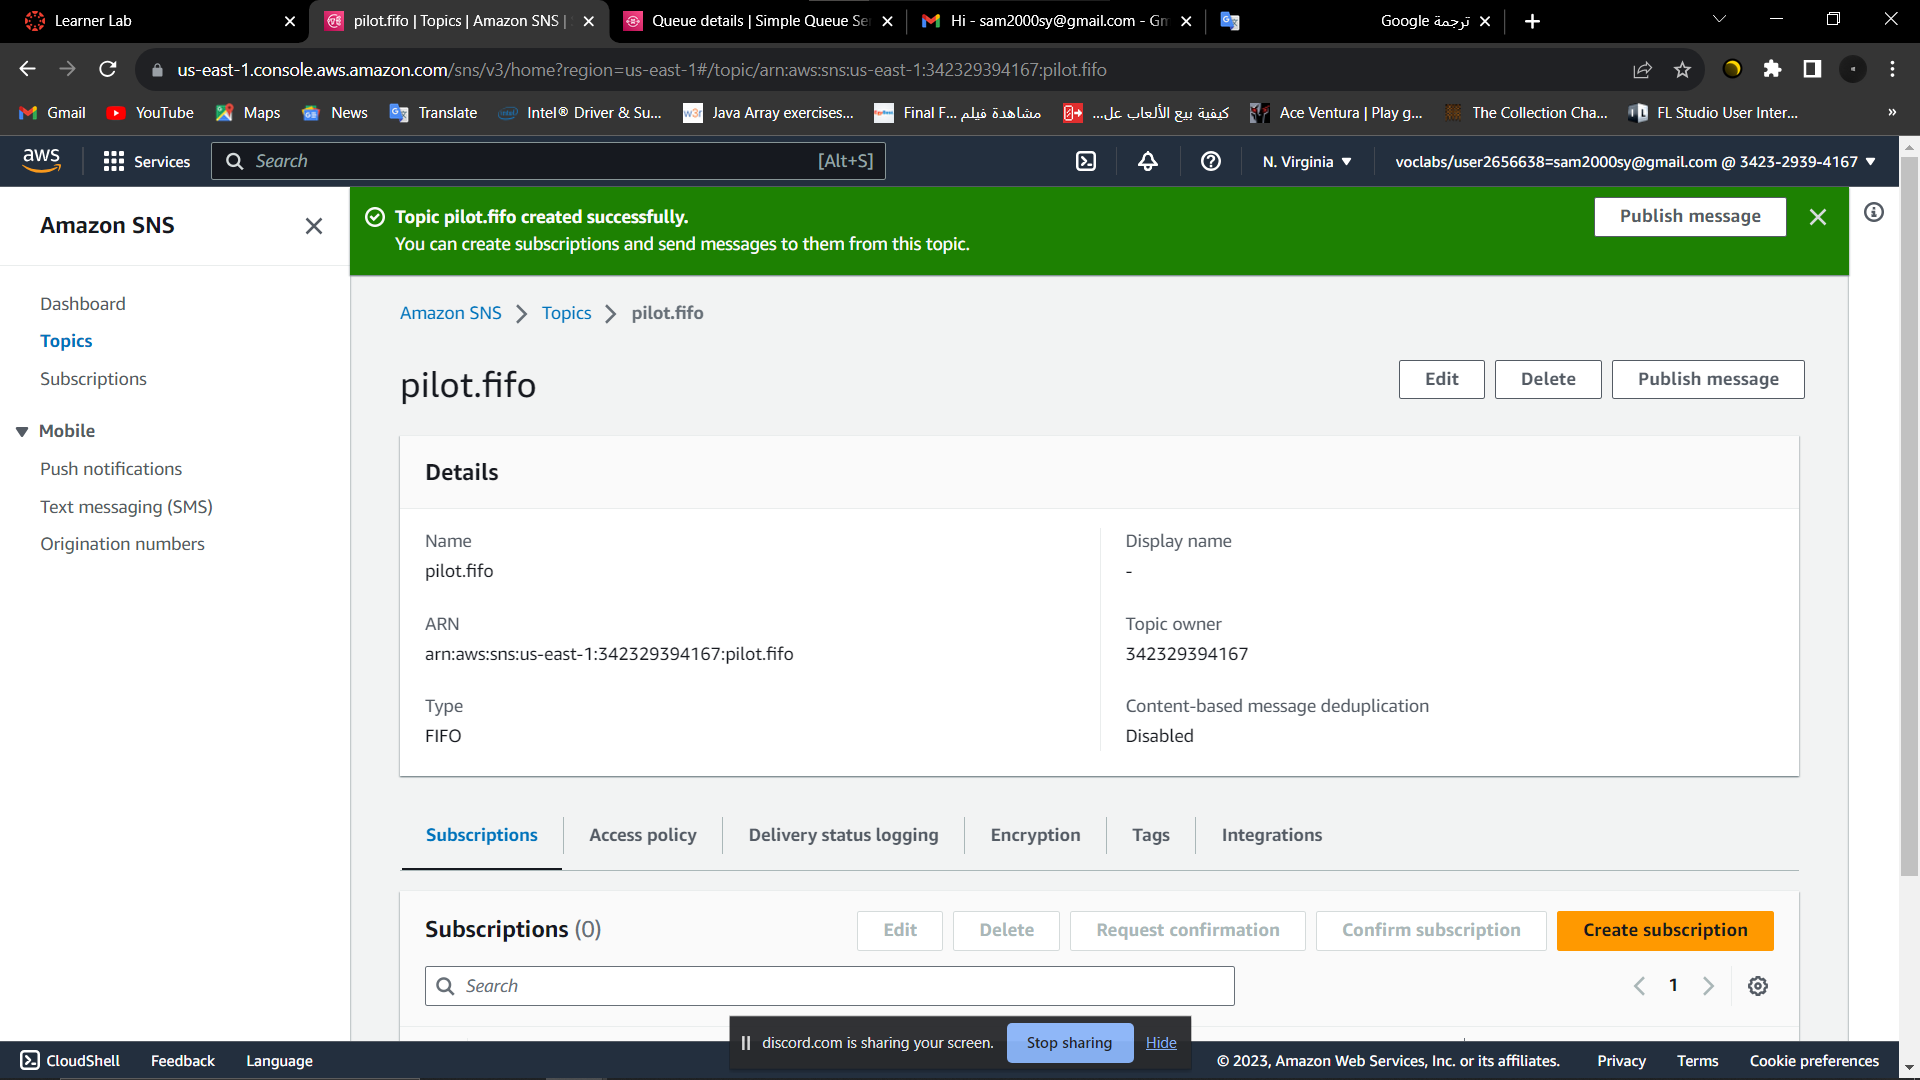 Learner Lab
pilot.fifo | Topics | Amazon SNS |
Queue details | Simple Queue Se
Hi - sam2000sy@gmail.com - Gm
ترجمة Google
us-east-1.console.aws.amazon.com/sns/v3/home?region=us-east-1#/topic/arn:aws:sns:us-east-1:342329394167:pilot.fifo
Gmail
YouTube
Maps
News
Translate
Intel® Driver & Su...
Java Array exercises...
مشاهدة فيلم Final F...
كيفية بيع الألعاب عل...
Ace Ventura | Play g...
The Collection Cha...
FL Studio User Inter...
»
aws
Services
Search
[Alt+S]
N. Virginia
voclabs/user2656638=sam2000sy@gmail.com @ 3423-2939-4167
Amazon SNS
Dashboard
Topics
Subscriptions
Mobile
Push notifications
Text messaging (SMS)
Origination numbers
Topic pilot.fifo created successfully.
You can create subscriptions and send messages to them from this topic.
Publish message
Amazon SNS
Topics
pilot.fifo
pilot.fifo
Edit
Delete
Publish message
Details
Name
pilot.fifo
Display name
-
ARN
arn:aws:sns:us-east-1:342329394167:pilot.fifo
Topic owner
342329394167
Type
FIFO
Content-based message deduplication
Disabled
Subscriptions
Access policy
Delivery status logging
Encryption
Tags
Integrations
Subscriptions (0)
Edit
Delete
Request confirmation
Confirm subscription
Create subscription
Search
1
discord.com is sharing your screen.
Stop sharing
Hide
CloudShell
Feedback
Language
© 2023, Amazon Web Services, Inc. or its affiliates.
Privacy
Terms
Cookie preferences